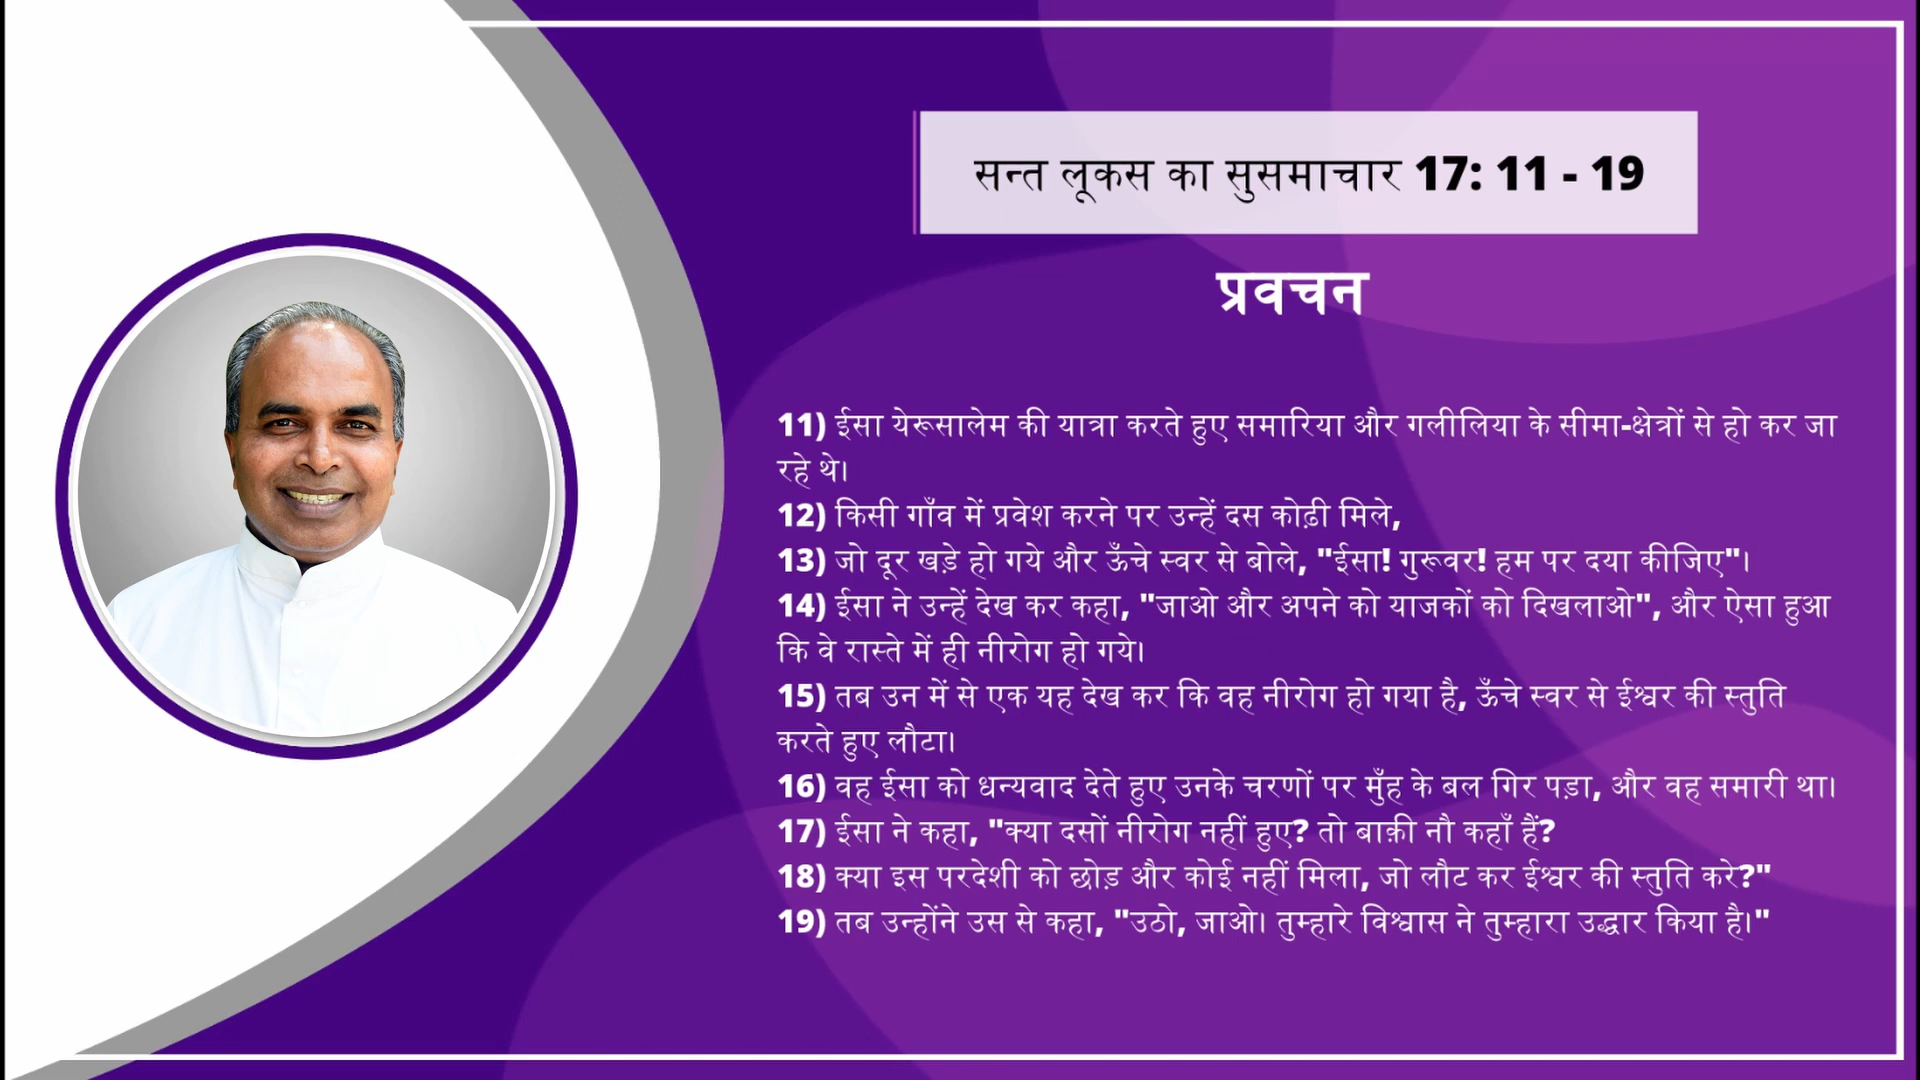 सन्त लूकस का सुसमाचार 17: 11 - 19
प्रवचन
11) ईसा येरूसालेम की यात्रा करते हुए समारिया और गलीलिया के सीमा-क्षेत्रों से हो कर जा
रहे थे।
12) किसी गाँव में प्रवेश करने पर उन्हें दस कोढ़ी मिले,
13) जो दूर खड़े हो गये और ऊँचे स्वर से बोले, "ईसा! गुरूवर! हम पर दया कीजिए"।
14) ईसा ने उन्हें देख कर कहा, "जाओ और अपने को याजकों को दिखलाओ", और ऐसा हुआ
कि वे रास्ते में ही नीरोग हो गये।
15) तब उन में से एक यह देख कर कि वह नीरोग हो गया है, ऊँचे स्वर से ईश्वर की स्तुति
करते हुए लौटा।
16) वह ईसा को धन्यवाद देते हुए उनके चरणों पर मुँह के बल गिर पड़ा, और वह समारी था।
17) ईसा ने कहा, "क्या दसों नीरोग नहीं हुए? तो बाक़ी नौ कहाँ हैं?
18) क्या इस परदेशी को छोड़ और कोई नहीं मिला, जो लौट कर ईश्वर की स्तुति करे?"
19) तब उन्होंने उस से कहा, "उठो, जाओ। तुम्हारे विश्वास ने तुम्हारा उद्धार किया है।"